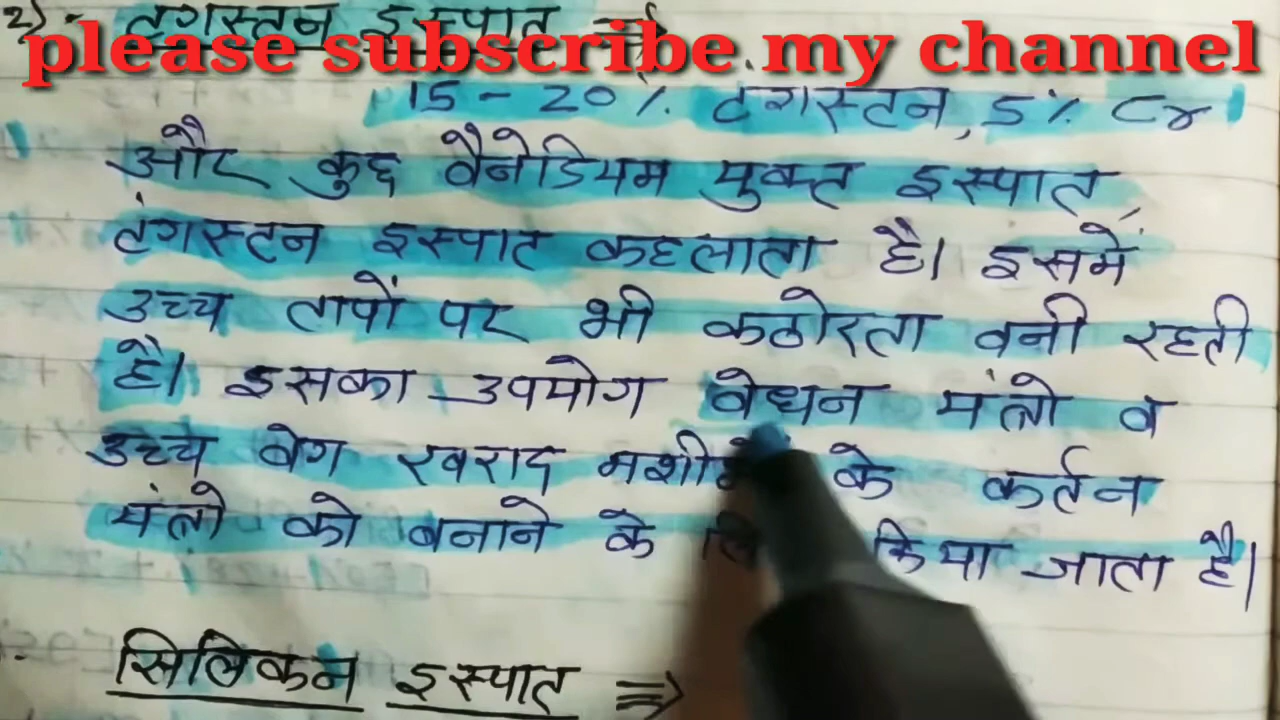 2) टंगस्टन इस्पात ⇒
please subscribe my channel
15 - 20% टंगस्टन, 5% Cr
और कुछ वैनेडियम युक्त इस्पात,
टंगस्टन इस्पात कहलाता है। इसमें
उच्च तापों पर भी कठोरता बनी रहती
है। इसका उपयोग वेधन यंत्रो व
उच्च वेग खराद के कर्तन
यंत्रो को बनाने के किया जाता है।
सिलिकन इस्पात ⇒